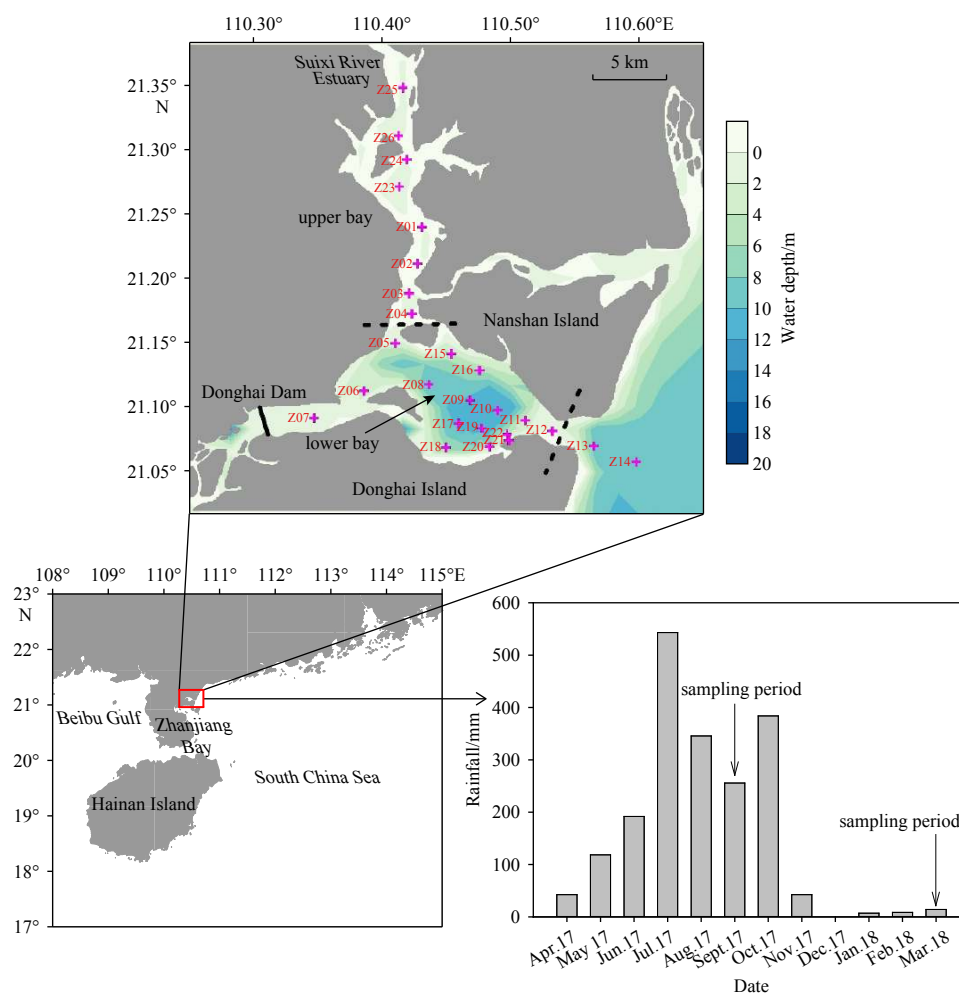 110.30° 110.40° 110.50° 110.60°E
Suixi River
Estuary
5 km
21.35°
N
21.30°
21.25°
21.20°
21.15°
21.10°
21.05°
Z25
Z26
Z24
Z23
upper bay
Z01
Z02
Z03
Z04
Nanshan Island
Z05
Z15
Z16
Donghai Dam
Z06
Z08
Z09
Z10
Z07
Z11
Z17
Z19
Z22
Z12
lower bay
Z21
Z18
Z20
Z13
Z14
Donghai Island
0
2
4
6
8
10
12
14
16
18
20
Water depth/m
108° 109° 110° 111° 112° 113° 114° 115°E
23°
N
22°
21°
20°
19°
18°
17°
Beibu Gulf
Zhanjiang
Bay
South China Sea
Hainan Island
600
500
400
300
200
100
0
Rainfall/mm
sampling period
sampling period
Apr.17 May 17 Jun.17 Jul.17 Aug.17 Sept.17 Oct.17 Nov.17 Dec.17 Jan.18 Feb.18 Mar.18
Date